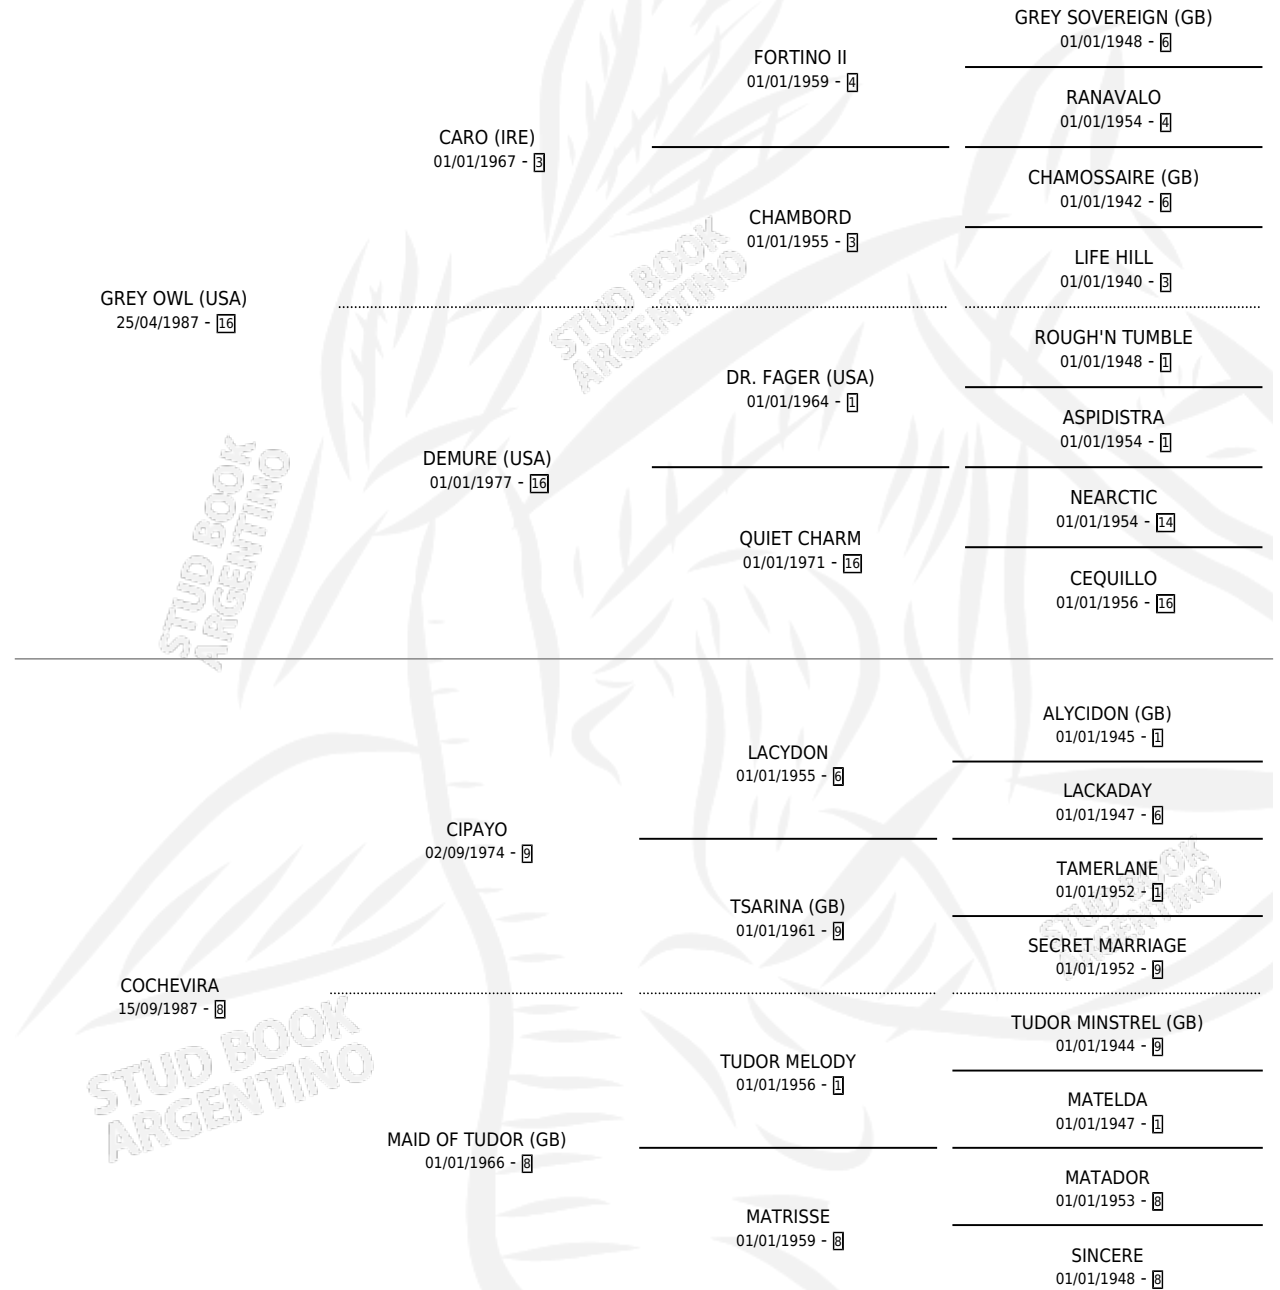 GREY SOVEREIGN (GB)
01/01/1948 - 6
FORTINO II
01/01/1959 - 4
RANAVALO
01/01/1954 - 4
CARO (IRE)
01/01/1967 - 3
CHAMOSSAIRE (GB)
01/01/1942 - 6
CHAMBORD
01/01/1955 - 3
LIFE HILL
01/01/1940 - 3
GREY OWL (USA)
25/04/1987 - 16
ROUGH'N TUMBLE
01/01/1948 - 1
DR. FAGER (USA)
01/01/1964 - 1
ASPIDISTRA
01/01/1954 - 1
DEMURE (USA)
01/01/1977 - 16
NEARCTIC
01/01/1954 - 14
QUIET CHARM
01/01/1971 - 16
CEQUILLO
01/01/1956 - 16
ALYCIDON (GB)
01/01/1945 - 1
LACYDON
01/01/1955 - 6
LACKADAY
01/01/1947 - 6
CIPAYO
02/09/1974 - 9
TAMERLANE
01/01/1952 - 1
TSARINA (GB)
01/01/1961 - 9
SECRET MARRIAGE
01/01/1952 - 9
COCHEVIRA
15/09/1987 - 8
TUDOR MINSTREL (GB)
01/01/1944 - 9
TUDOR MELODY
01/01/1956 - 1
MATELDA
01/01/1947 - 1
MAID OF TUDOR (GB)
01/01/1966 - 8
MATADOR
01/01/1953 - 8
MATRISSE
01/01/1959 - 8
SINCERE
01/01/1948 - 8
STUD BOOK
ARGENTINO
STUD BOOK
ARGENTINO
STUD BOOK
ARGENTINO
STUD BOOK
ARGENTINO